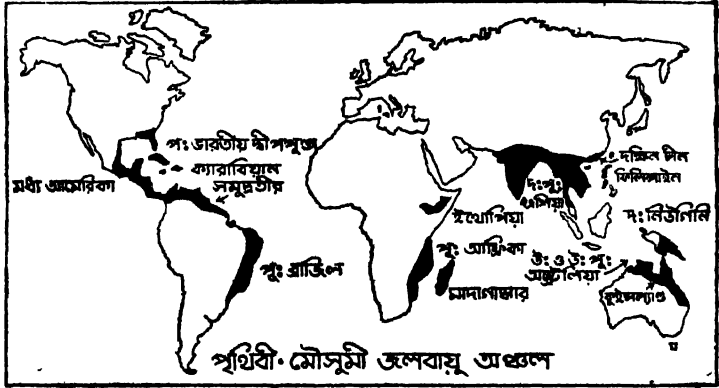 পঃ ভারতীয় দ্বীপপুঞ্জ
ক্যারাবিয়ান
সমুদ্রতীর
মধ্য আমেরিকা
দক্ষিন চীন
ফিলিপাইন
দঃ পূঃ
এশিয়া
ইথোপিয়া
দঃ নিউগিনি
পূঃ ব্রাজিল
পূঃ আফ্রিকা
মাদাগাস্কার
উঃ ও উঃ পূঃ
অস্ট্রেলিয়া
কুইন্সল্যাণ্ড
পৃথিবী·মৌসুমী জলবায়ু অঞ্চল